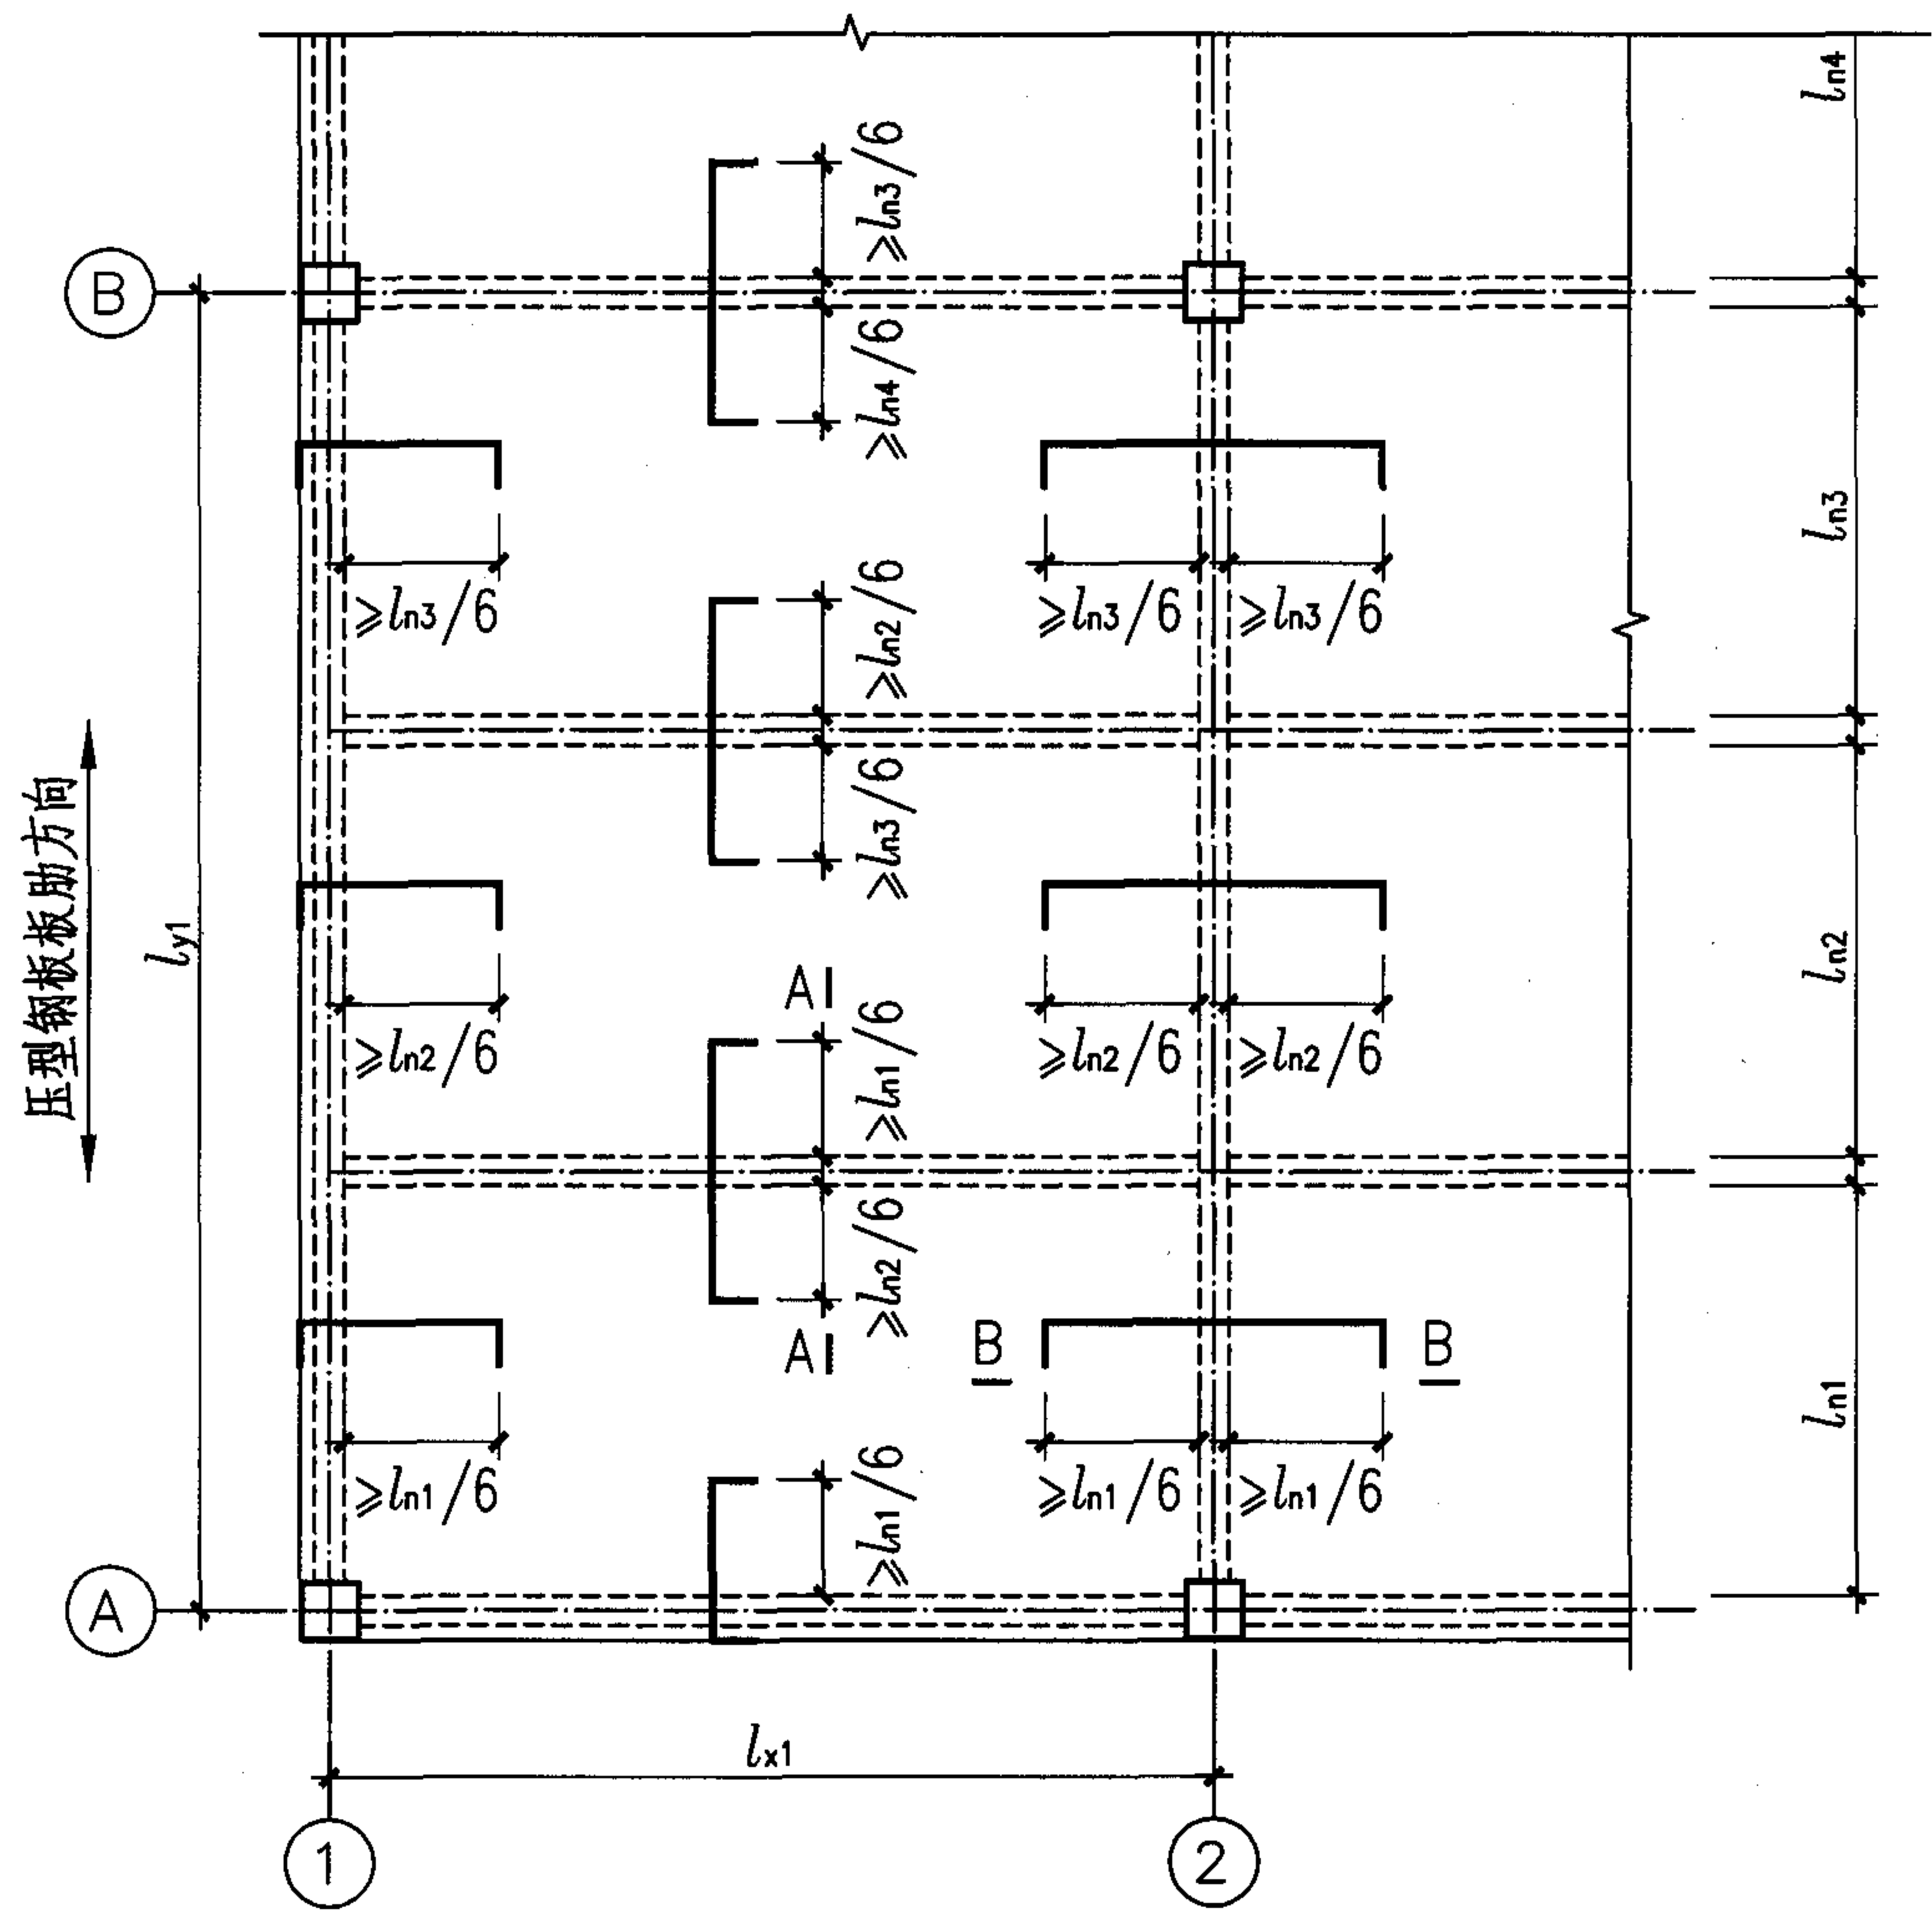 ln4
≥ln3/6
B
≥ln4/6
≥ln3/6
≥ln3/6
≥ln3/6
ln3
≥ln2/6
≥ln3/6
压型钢板板肋方向
ly1
ln2
A
≥ln2/6
≥ln1/6
≥ln2/6
≥ln2/6
≥ln2/6
A
B
B
ln1
≥ln1/6
≥ln1/6
≥ln1/6
≥ln1/6
A
lx1
1
2